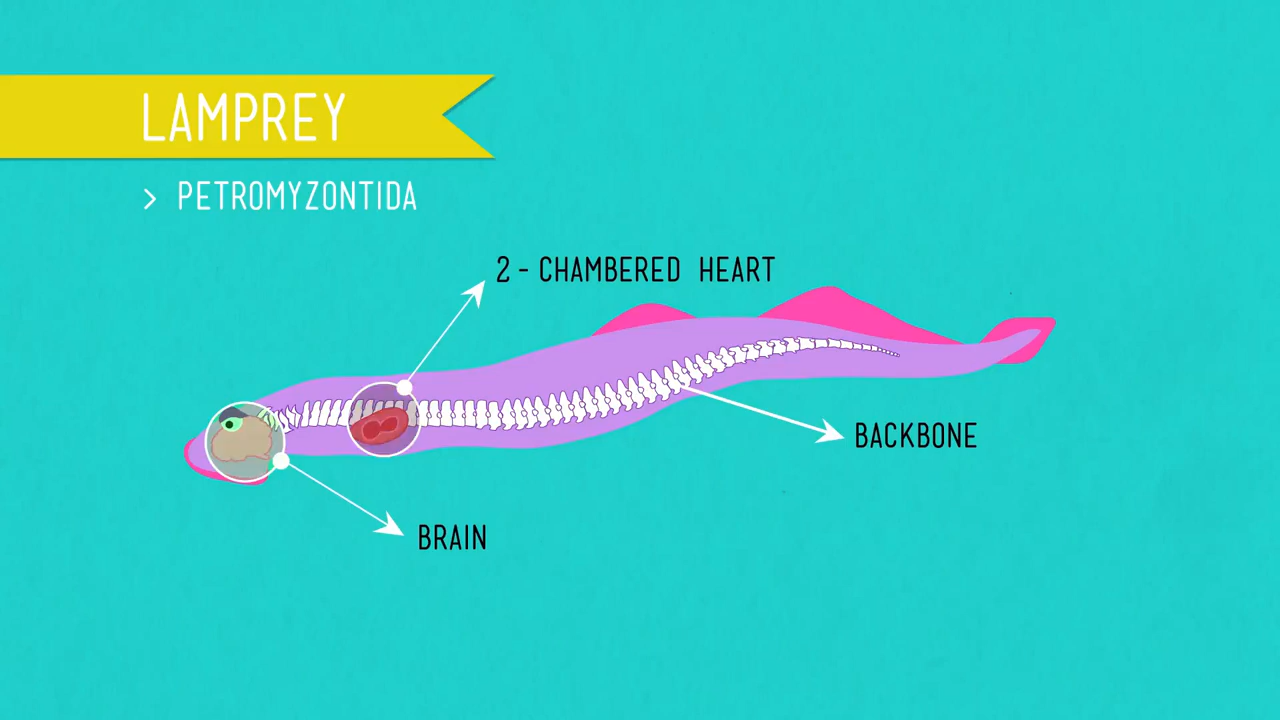 LAMPREY
> PETROMYZONTIDA
2 - CHAMBERED HEART
BACKBONE
BRAIN